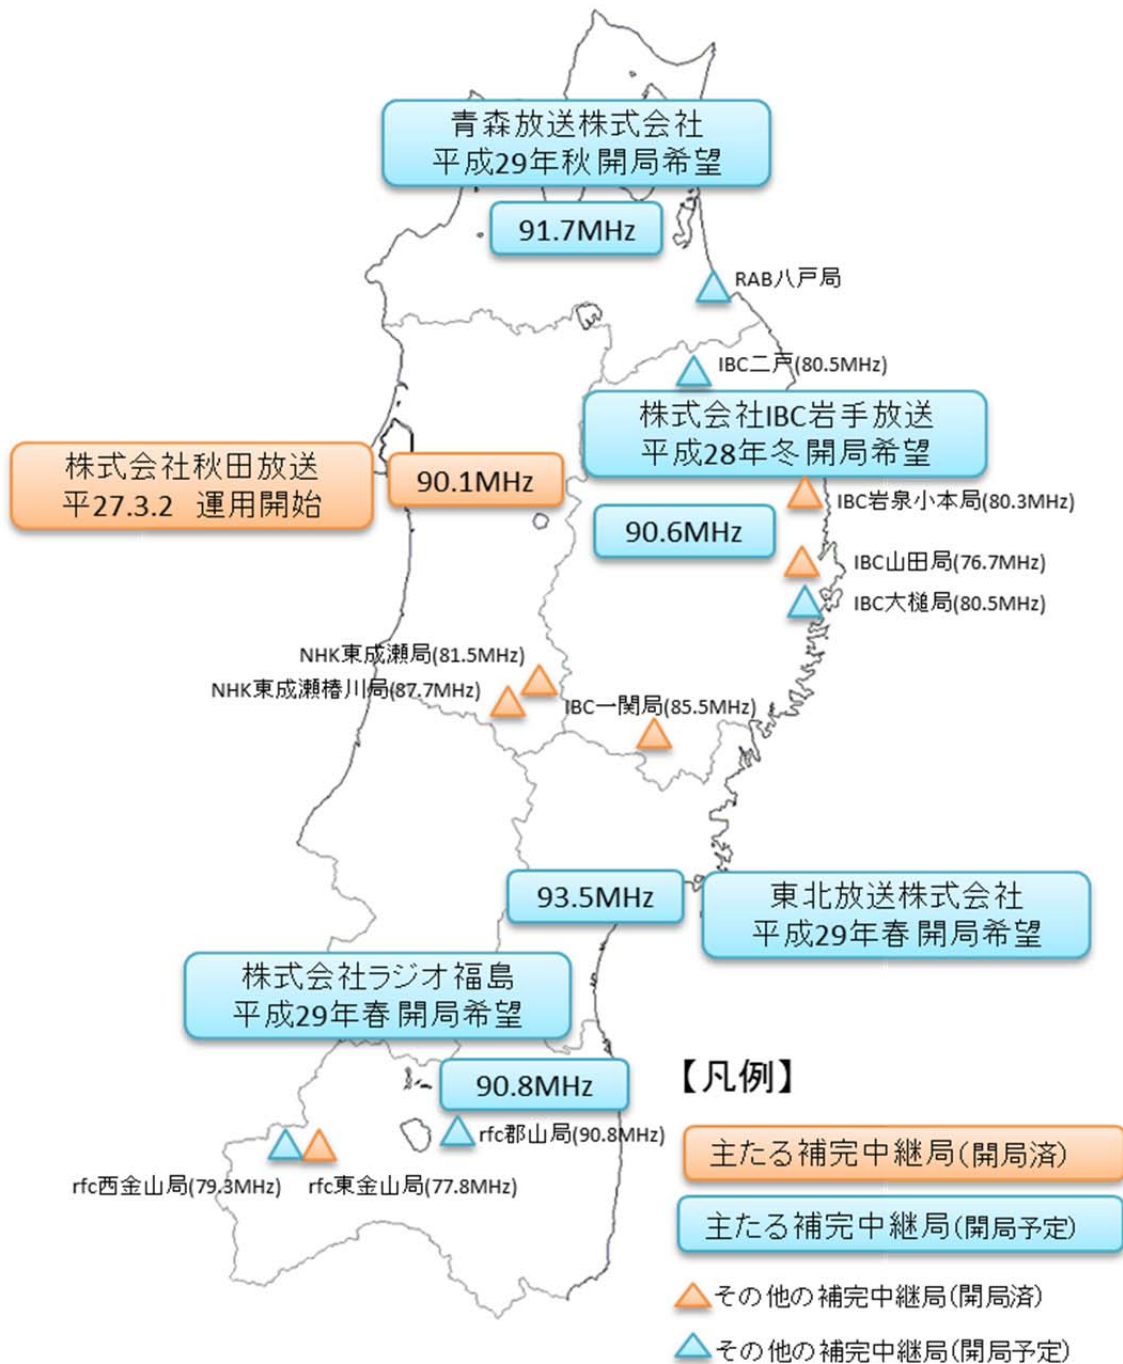 青森放送株式会社
平成29年秋開局希望
91.7MHz
RAB八戸局
IBC二戸(80.5MHz)
株式会社IBC岩手放送
平成28年冬開局希望
株式会社秋田放送
平27.3.2 運用開始
90.1MHz
IBC岩泉小本局(80.3MHz)
90.6MHz
IBC山田局(76.7MHz)
IBC大槌局(80.5MHz)
NHK東成瀬局(81.5MHz)
NHK東成瀬椿川局(87.7MHz)
IBC一関局(85.5MHz)
93.5MHz
東北放送株式会社
平成29年春開局希望
株式会社ラジオ福島
平成29年春開局希望
90.8MHz
rfc郡山局(90.8MHz)
rfc西金山局(79.3MHz)
rfc東金山局(77.8MHz)
【凡例】
主たる補完中継局(開局済)
主たる補完中継局(開局予定)
その他の補完中継局(開局済)
その他の補完中継局(開局予定)